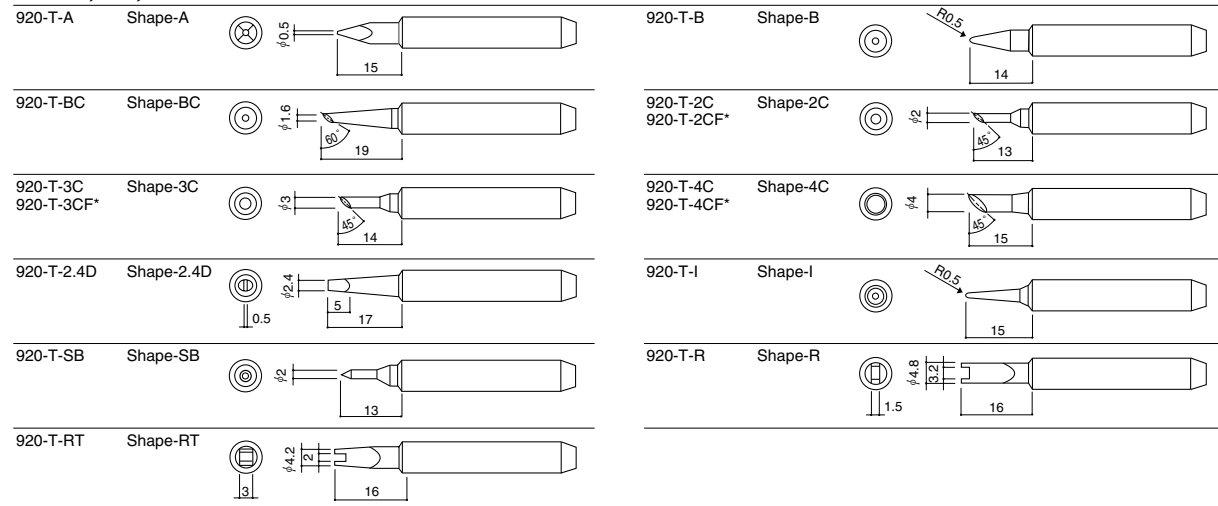 920-T-A Shape-A φ0.5 15
920-T-B Shape-B R0.5 14
920-T-BC Shape-BC φ1.6 60° 19
920-T-2C Shape-2C φ2 45° 13
920-T-2CF*
920-T-3C Shape-3C φ3 45° 14
920-T-3CF*
920-T-4C Shape-4C φ4 45° 15
920-T-4CF*
920-T-2.4D Shape-2.4D 0.5 φ2.4 5 17
920-T-I Shape-I R0.5 15
920-T-SB Shape-SB φ2 13
920-T-R Shape-R 1.5 φ4.8 3.2 16
920-T-RT Shape-RT 3 φ4.2 2 16